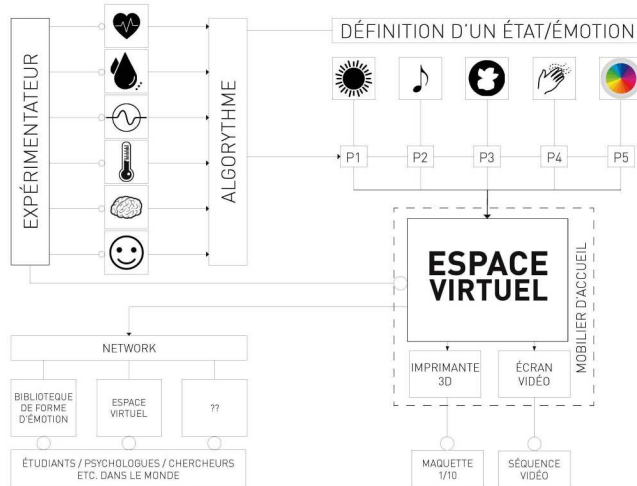 DÉFINITION D'UN ÉTAT/ÉMOTION
EXPÉRIMENTATEUR
ALGORYTHME
P1
P2
P3
P4
P5
ESPACE
VIRTUEL
MOBILIER D'ACCUEIL
IMPRIMANTE
3D
ÉCRAN
VIDÉO
MAQUETTE
1/10
SÉQUENCE
VIDÉO
NETWORK
BIBLIOTEQUE
DE FORME
D'ÉMOTION
ESPACE
VIRTUEL
??
ÉTUDIANTS / PSYCHOLOGUES / CHERCHEURS
ETC. DANS LE MONDE